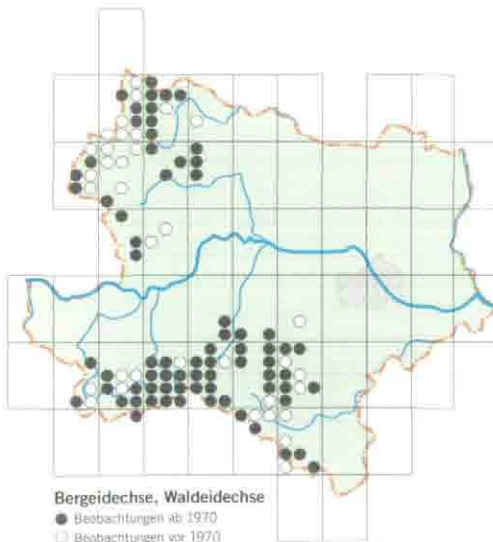 Bergeidechse, Waldeidechse
Beobachtungen ab 1970
Beobachtungen vor 1970